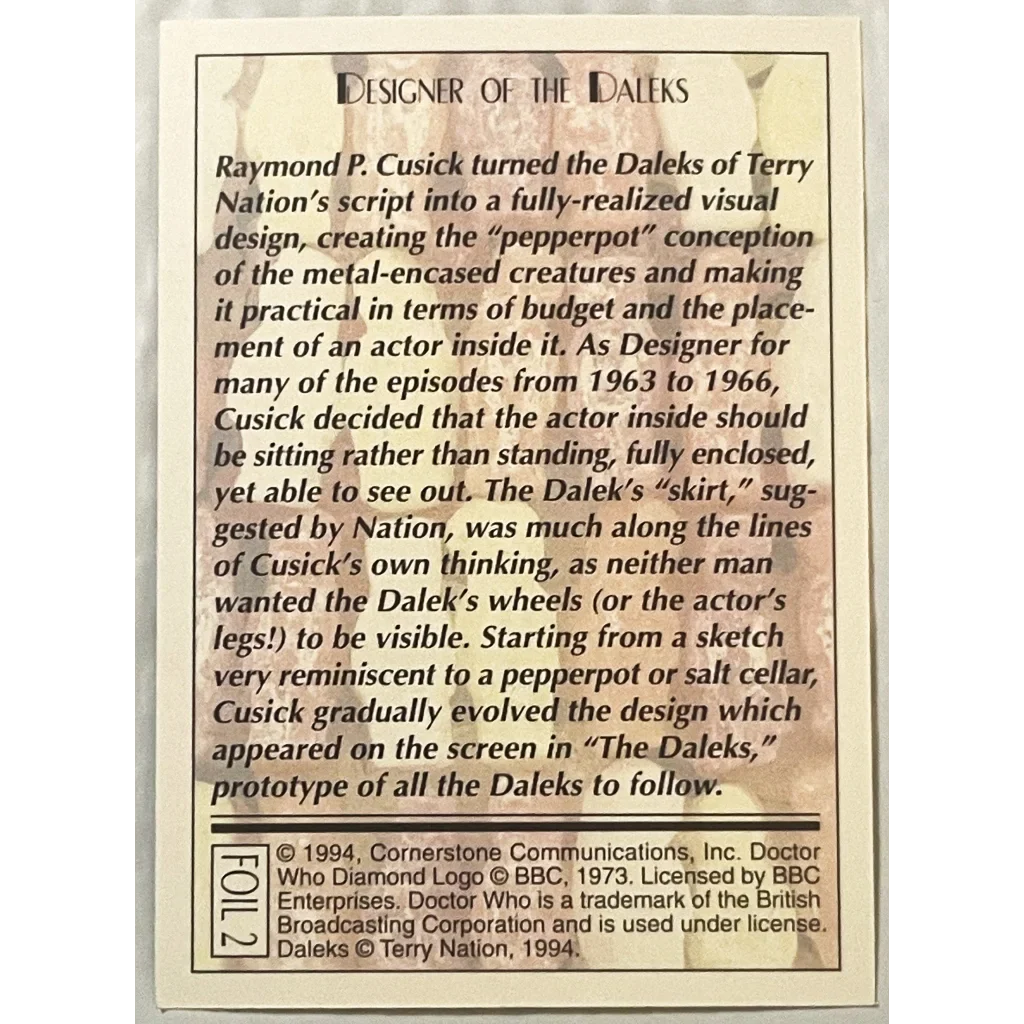 DESIGNER OF THE DALEKS
Raymond P. Cusick turned the Daleks of Terry
Nation's script into a fully-realized visual
design, creating the "pepperpot" conception
of the metal-encased creatures and making
it practical in terms of budget and the place-
ment of an actor inside it. As Designer for
many of the episodes from 1963 to 1966,
Cusick decided that the actor inside should
be sitting rather than standing, fully enclosed,
yet able to see out. The Dalek's "skirt," sug-
gested by Nation, was much along the lines
of Cusick's own thinking, as neither man
wanted the Dalek's wheels (or the actor's
legs!) to be visible. Starting from a sketch
very reminiscent to a pepperpot or salt cellar,
Cusick gradually evolved the design which
appeared on the screen in "The Daleks,"
prototype of all the Daleks to follow.
FOIL 2
© 1994, Cornerstone Communications, Inc. Doctor
Who Diamond Logo © BBC, 1973. Licensed by BBC
Enterprises. Doctor Who is a trademark of the British
Broadcasting Corporation and is used under license.
Daleks © Terry Nation, 1994.